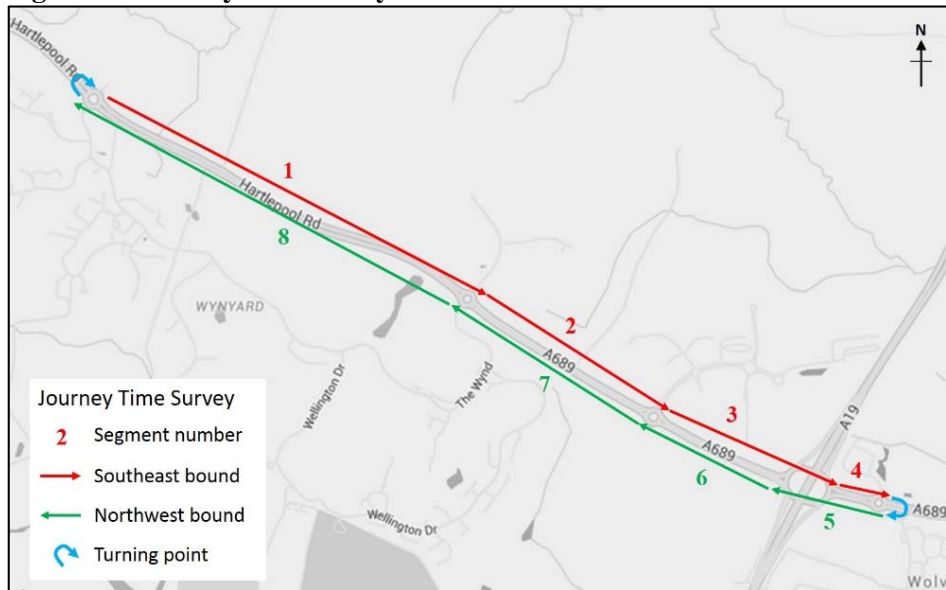 Hartlepool Rd
N
1
Hartlepool Rd
8
WYNYARD
2
A689
7
The Wynd
Wellington Dr
3
A19
A689
4
6
5
A689
Wellington Dr
Wolv
Journey Time Survey
2 Segment number
Southeast bound
Northwest bound
Turning point